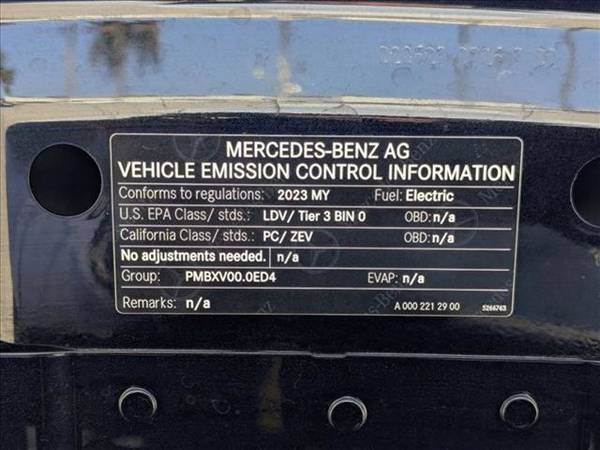 MERCEDES-BENZ AG
VEHICLE EMISSION CONTROL INFORMATION
Conforms to regulations: 2023 MY Fuel: Electric
U.S. EPA Class/ stds.: LDV/ Tier 3 BIN 0 OBD: n/a
California Class/ stds.: PC/ ZEV OBD: n/a
No adjustments needed. n/a
Group: PMBXV00.0ED4 EVAP: n/a
Remarks: n/a A 000 221 29 00 5266763